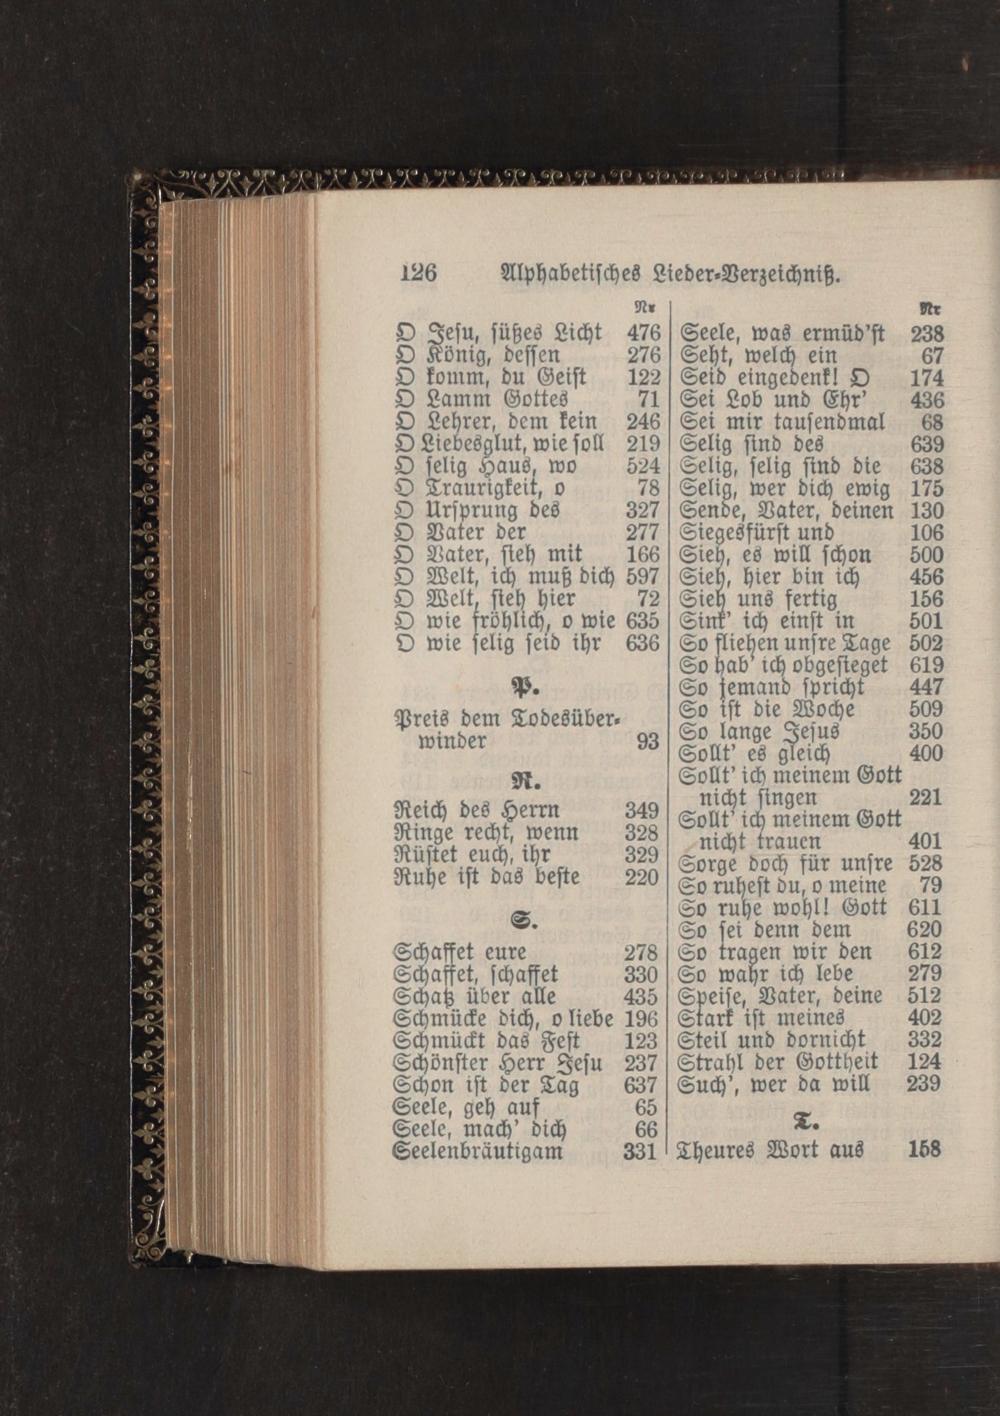 126 Alphabetisches Lieder-Verzeichniß.
Nr
O Jesu, süßes Licht 476
O König, dessen 276
O komm, du Geist 122
O Lamm Gottes 71
O Lehrer, dem kein 246
O Liebesglut, wie soll 219
O selig Haus, wo 524
O Traurigkeit, o 78
O Ursprung des 327
O Vater der 277
O Vater, sieh mit 166
O Welt, ich muß dich 597
O Welt, sieh hier 72
O wie fröhlich, o wie 635
O wie selig seid ihr 636
P.
Preis dem Todesüber-
winder 93
R.
Reich des Herrn 349
Ringe recht, wenn 328
Rüstet euch, ihr 329
Ruhe ist das beste 220
S.
Schaffet eure 278
Schaffet, schaffet 330
Schatz über alle 435
Schmücke dich, o liebe 196
Schmückt das Fest 123
Schönster Herr Jesu 237
Schon ist der Tag 637
Seele, geh auf 65
Seele, mach' dich 66
Seelenbräutigam 331
Nr
Seele, was ermüd'st 238
Seht, welch ein 67
Seid eingedenk! O 174
Sei Lob und Ehr' 436
Sei mir tausendmal 68
Selig sind des 639
Selig, selig sind die 638
Selig, wer dich ewig 175
Sende, Vater, deinen 130
Siegesfürst und 106
Sieh, es will schon 500
Sieh, hier bin ich 456
Sieh uns fertig 156
Sink' ich einst in 501
So fliehen unsre Tage 502
So hab' ich obgesieget 619
So jemand spricht 447
So ist die Woche 509
So lange Jesus 350
Sollt' es gleich 400
Sollt' ich meinem Gott
nicht singen 221
Sollt' ich meinem Gott
nicht trauen 401
Sorge doch für unsre 528
So ruhest du, o meine 79
So ruhe wohl! Gott 611
So sei denn dem 620
So tragen wir den 612
So wahr ich lebe 279
Speise, Vater, deine 512
Stark ist meines 402
Steil und dornicht 332
Strahl der Gottheit 124
Such', wer da will 239
T.
Theures Wort aus 158